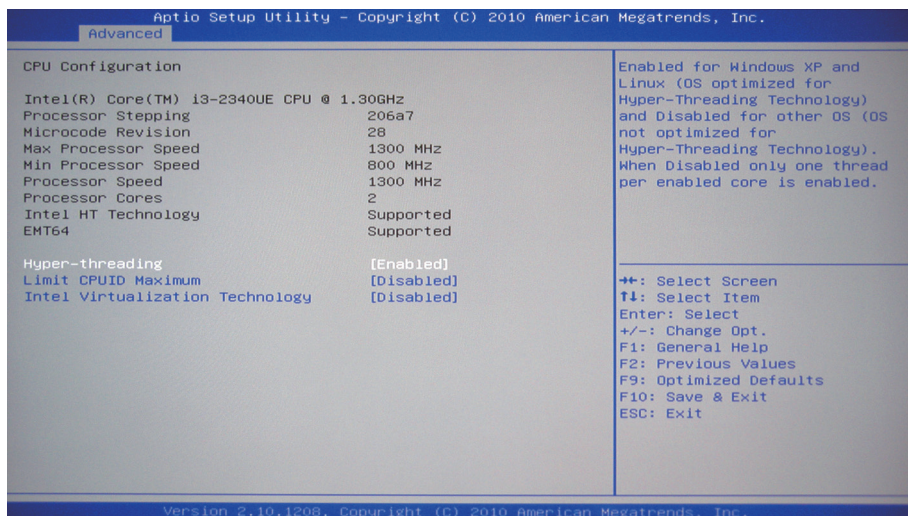 Aptio Setup Utility – Copyright (C) 2010 American Megatrends, Inc.
Advanced
CPU Configuration
Intel(R) Core(TM) i3-2340UE CPU @ 1.30GHz
Processor Stepping 206a7
Microcode Revision 28
Max Processor Speed 1300 MHz
Min Processor Speed 800 MHz
Processor Speed 1300 MHz
Processor Cores 2
Intel HT Technology Supported
EMT64 Supported
Hyper-threading [Enabled]
Limit CPUID Maximum [Disabled]
Intel Virtualization Technology [Disabled]
Enabled for Windows XP and
Linux (OS optimized for
Hyper-Threading Technology)
and Disabled for other OS (OS
not optimized for
Hyper-Threading Technology).
When Disabled only one thread
per enabled core is enabled.
→←: Select Screen
↑↓: Select Item
Enter: Select
+/-: Change Opt.
F1: General Help
F2: Previous Values
F9: Optimized Defaults
F10: Save & Exit
ESC: Exit
Version 2.10.1208. Copyright (C) 2010 American Megatrends, Inc.